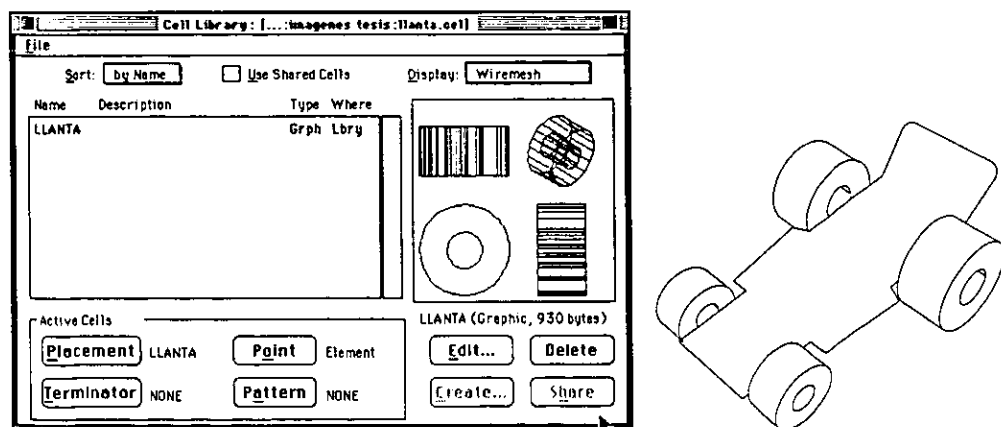 Cell Library: [...:imagenes tesis:llanta.cel]
File
Sort: by Name Use Shared Cells Display: Wiremesh
Name Description Type Where
LLANTA Grph Lbry
Active Cells
LLANTA (Graphic, 930 bytes)
Placement LLANTA Point Element Edit... Delete
Terminator NONE Pattern NONE Create... Share